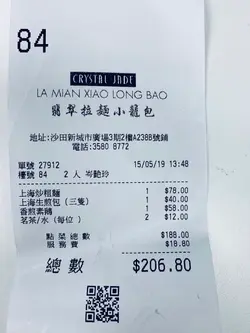 84
CRYSTAL JADE
LA MIAN XIAO LONG BAO
翡翠拉麵小籠包
地址:沙田新城市廣場3期2樓A238B號舖
電話:3580 8772
單號 27912 15/05/19 13:48
檯號 84 2 人 岑艷玲
上海炒粗麵 1 $78.00
上海生煎包 (三隻) 1 $40.00
香煎素鵝 1 $58.00
茗茶/水 (每位 ) 2 $12.00
點菜總數 $188.00
服務費 $18.80
總數 $206.80